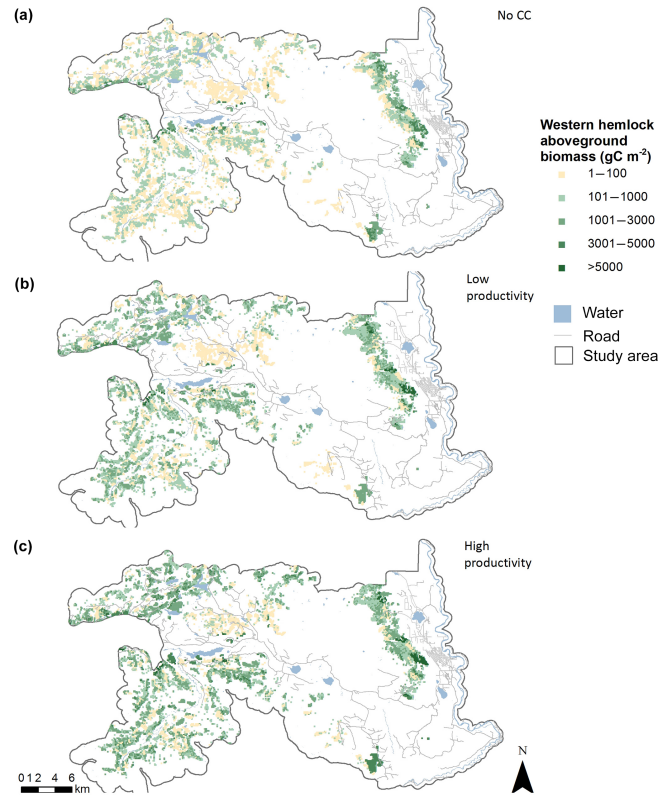 (a)
No CC
Western hemlock
aboveground
biomass (gC m⁻²)
1—100
101—1000
1001—3000
3001—5000
>5000
Water
Road
Study area
(b)
Low
productivity
(c)
High
productivity
0 1 2 4 6
km
N